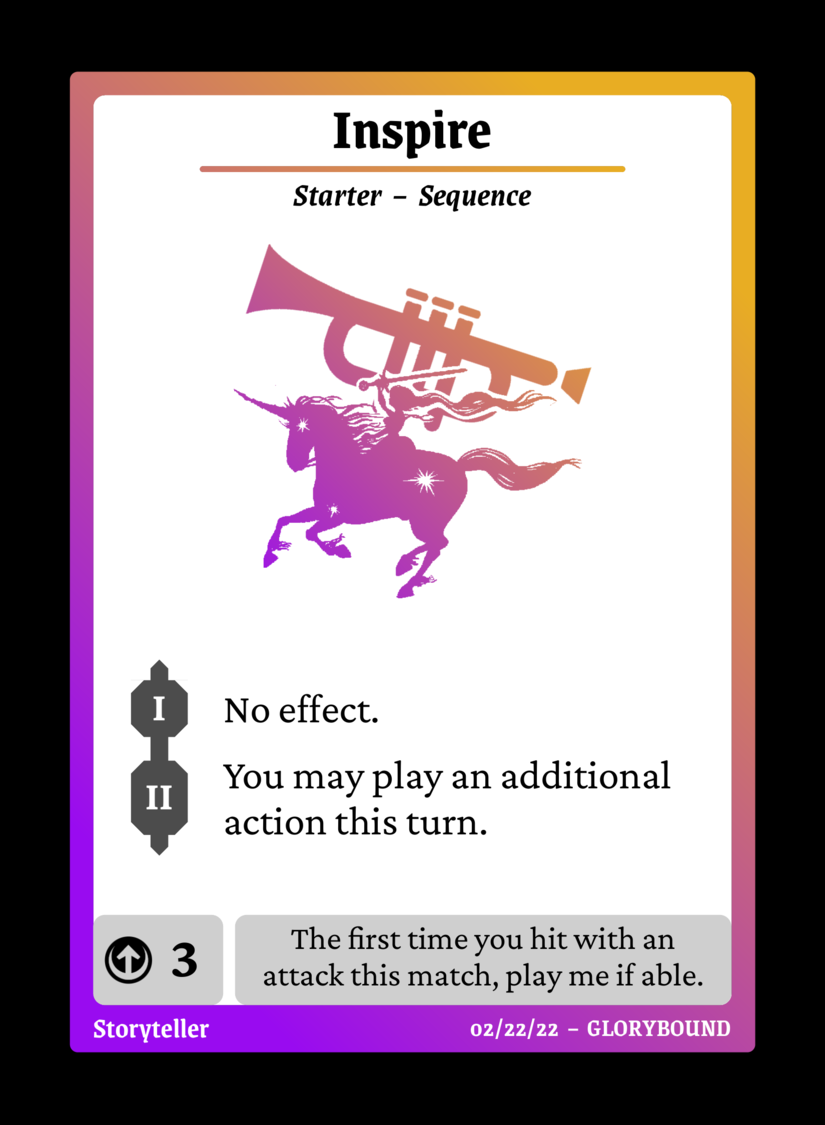 Inspire
Starter – Sequence
I
No effect.
II
You may play an additional
action this turn.
3
The first time you hit with an
attack this match, play me if able.
Storyteller
02/22/22 – GLORYBOUND